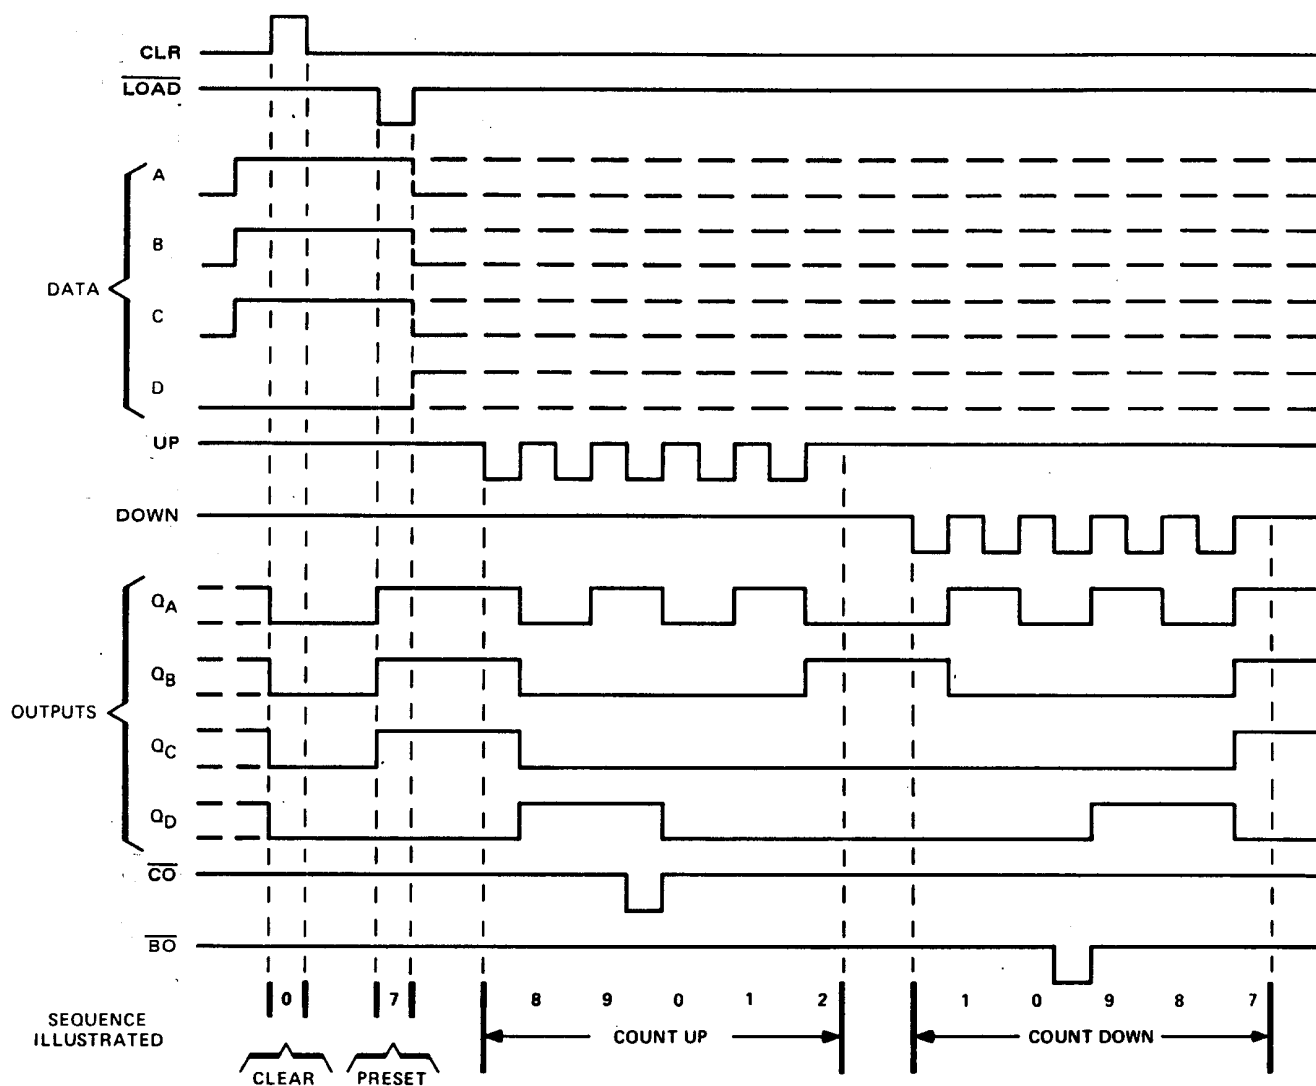 CLR
LOAD
A
B
DATA
C
D
UP
DOWN
QA
QB
OUTPUTS
QC
QD
CO
BO
SEQUENCE
ILLUSTRATED
0 7 8 9 0 1 2 1 0 9 8 7
COUNT UP COUNT DOWN
CLEAR PRESET